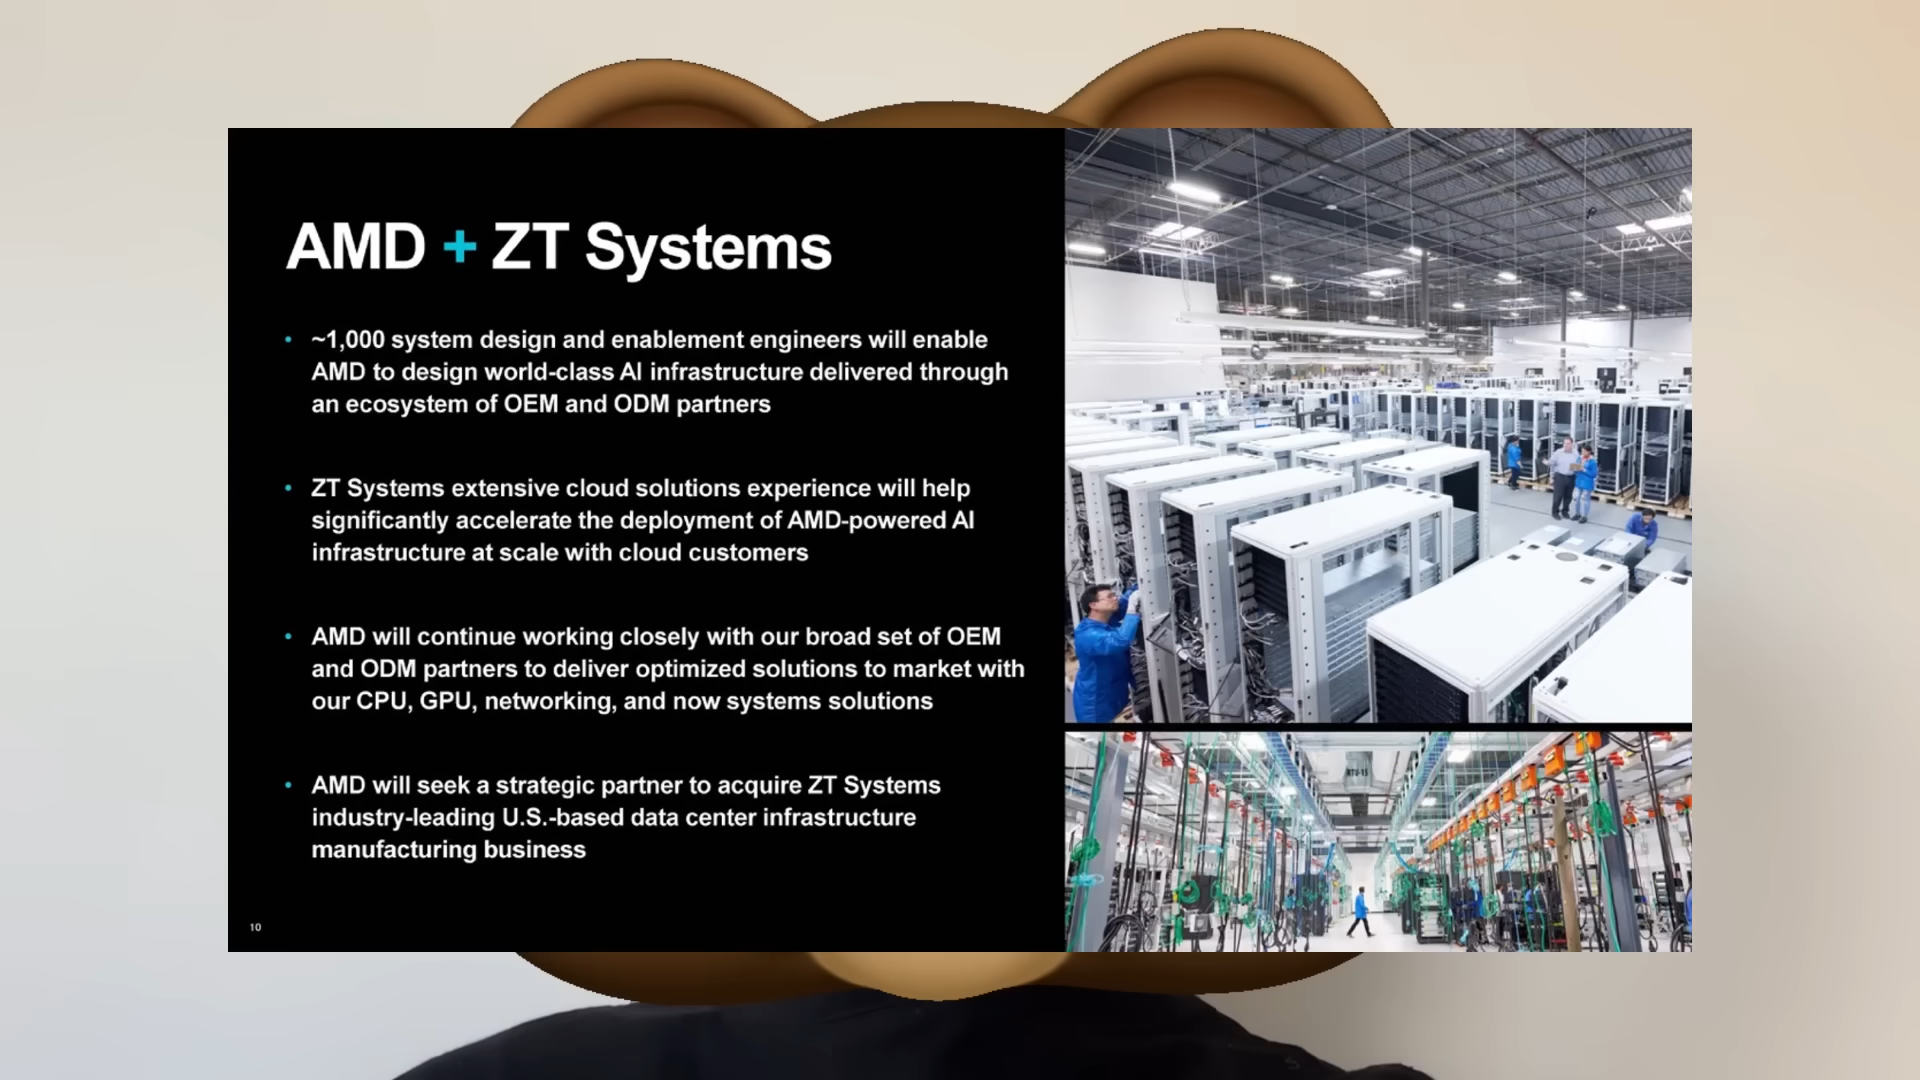 AMD + ZT Systems
• ~1,000 system design and enablement engineers will enable
AMD to design world-class AI infrastructure delivered through
an ecosystem of OEM and ODM partners
• ZT Systems extensive cloud solutions experience will help
significantly accelerate the deployment of AMD-powered AI
infrastructure at scale with cloud customers
• AMD will continue working closely with our broad set of OEM
and ODM partners to deliver optimized solutions to market with
our CPU, GPU, networking, and now systems solutions
• AMD will seek a strategic partner to acquire ZT Systems
industry-leading U.S.-based data center infrastructure
manufacturing business
10
RTU-15